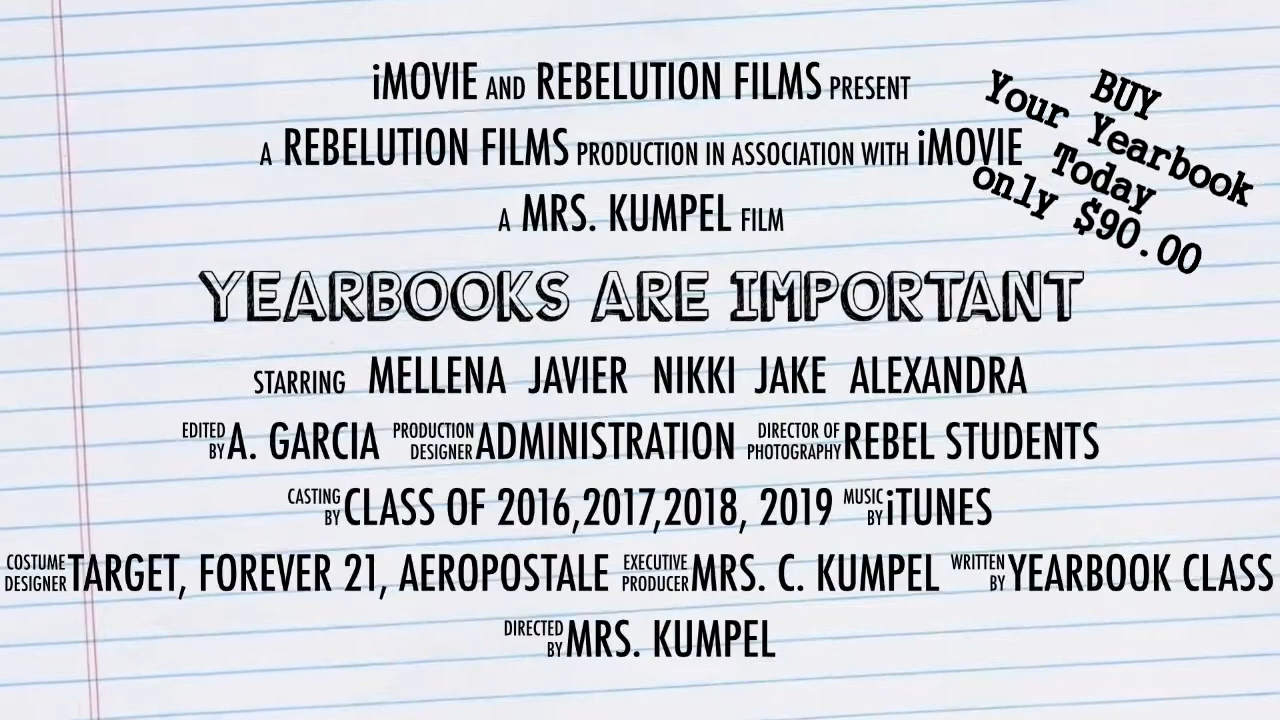 iMOVIE AND REBELUTION FILMS PRESENT
A REBELUTION FILMS PRODUCTION IN ASSOCIATION WITH iMOVIE
A MRS. KUMPEL FILM
BUY
Your Yearbook
Today
only $90.00
YEARBOOKS ARE IMPORTANT
STARRING MELLENA JAVIER NIKKI JAKE ALEXANDRA
EDITED BY A. GARCIA PRODUCTION DESIGNER ADMINISTRATION DIRECTOR OF PHOTOGRAPHY REBEL STUDENTS
CASTING BY CLASS OF 2016,2017,2018, 2019 MUSIC BY iTUNES
COSTUME DESIGNER TARGET, FOREVER 21, AEROPOSTALE EXECUTIVE PRODUCER MRS. C. KUMPEL WRITTEN BY YEARBOOK CLASS
DIRECTED BY MRS. KUMPEL